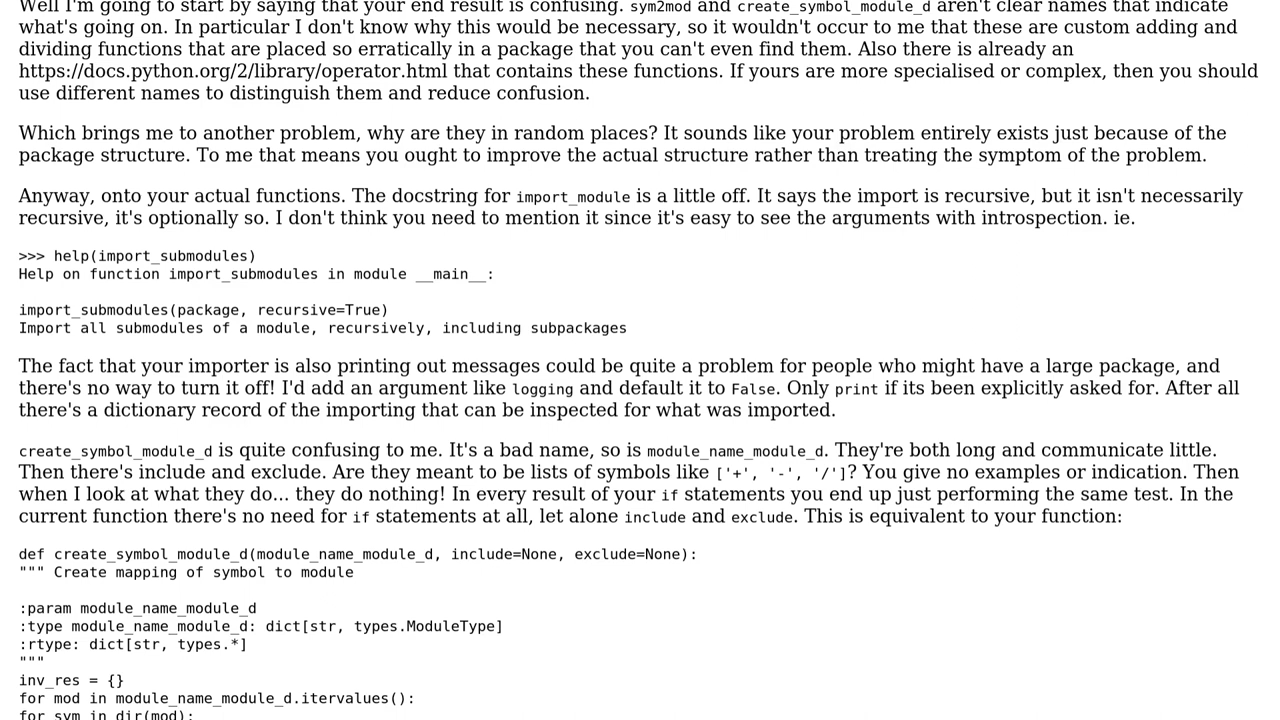 Well I'm going to start by saying that your end result is confusing. sym2mod and create_symbol_module_d aren't clear names that indicate
what's going on. In particular I don't know why this would be necessary, so it wouldn't occur to me that these are custom adding and
dividing functions that are placed so erratically in a package that you can't even find them. Also there is already an
https://docs.python.org/2/library/operator.html that contains these functions. If yours are more specialised or complex, then you should
use different names to distinguish them and reduce confusion.
Which brings me to another problem, why are they in random places? It sounds like your problem entirely exists just because of the
package structure. To me that means you ought to improve the actual structure rather than treating the symptom of the problem.
Anyway, onto your actual functions. The docstring for import_module is a little off. It says the import is recursive, but it isn't necessarily
recursive, it's optionally so. I don't think you need to mention it since it's easy to see the arguments with introspection. ie.
>>> help(import_submodules)
Help on function import_submodules in module __main__:
import_submodules(package, recursive=True)
Import all submodules of a module, recursively, including subpackages
The fact that your importer is also printing out messages could be quite a problem for people who might have a large package, and
there's no way to turn it off! I'd add an argument like logging and default it to False. Only print if its been explicitly asked for. After all
there's a dictionary record of the importing that can be inspected for what was imported.
create_symbol_module_d is quite confusing to me. It's a bad name, so is module_name_module_d. They're both long and communicate little.
Then there's include and exclude. Are they meant to be lists of symbols like ['+', '-', '/']? You give no examples or indication. Then
when I look at what they do... they do nothing! In every result of your if statements you end up just performing the same test. In the
current function there's no need for if statements at all, let alone include and exclude. This is equivalent to your function:
def create_symbol_module_d(module_name_module_d, include=None, exclude=None):
""" Create mapping of symbol to module
:param module_name_module_d
:type module_name_module_d: dict[str, types.ModuleType]
:rtype: dict[str, types.*]
"""
inv_res = {}
for mod in module_name_module_d.itervalues():
for sym in dir(mod):